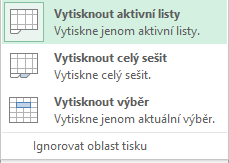 Vytisknout aktivní listy
Vytiskne jenom aktivní listy.
Vytisknout celý sešit
Vytiskne celý sešit.
Vytisknout výběr
Vytiskne jenom aktuální výběr.
Ignorovat oblast tisku